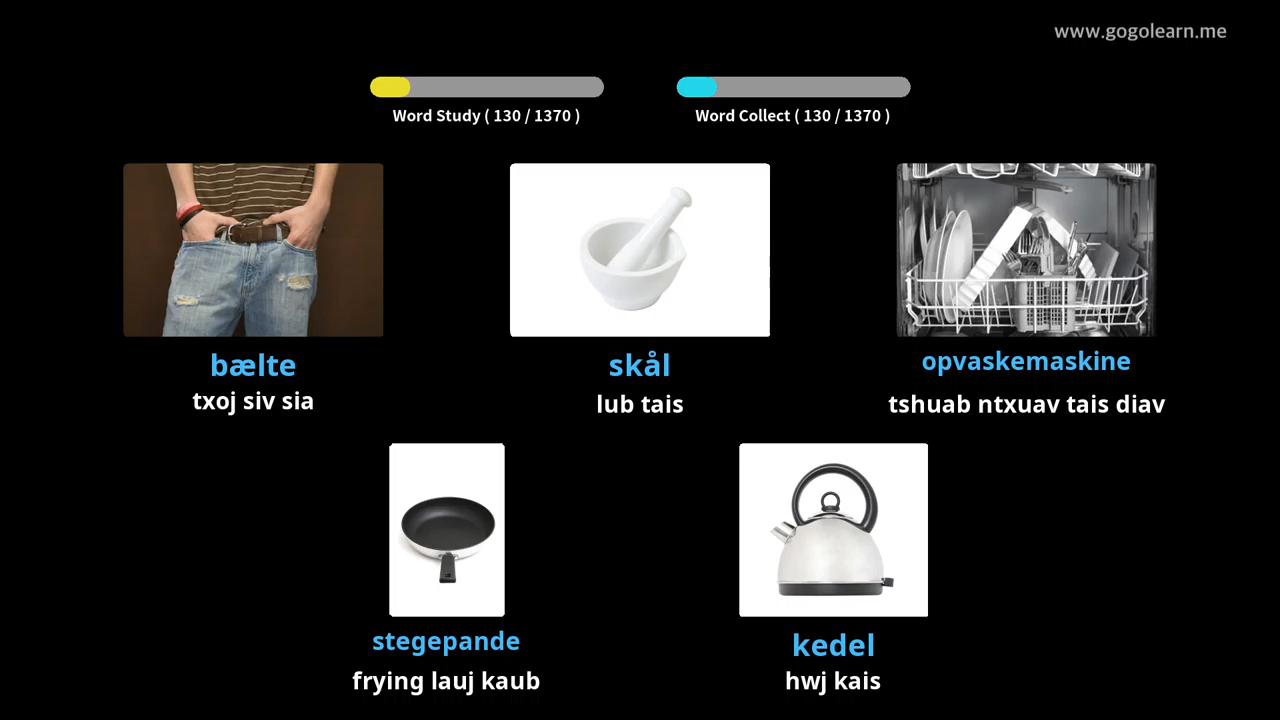 www.gogolearn.me
Word Study ( 130 / 1370 )
Word Collect ( 130 / 1370 )
bælte
txoj siv sia
skål
lub tais
opvaskemaskine
tshuab ntxuav tais diav
stegepande
frying lauj kaub
kedel
hwj kais